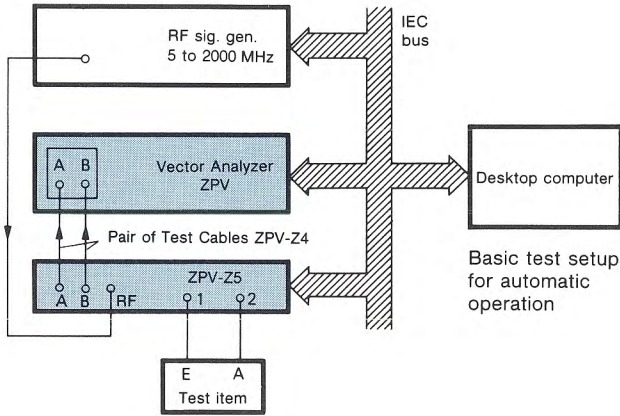 RF sig. gen.
5 to 2000 MHz
IEC
bus
A B
Vector Analyzer
ZPV
Desktop computer
Pair of Test Cables ZPV-Z4
Basic test setup
for automatic
operation
ZPV-Z5
A B RF 1 2
E A
Test item